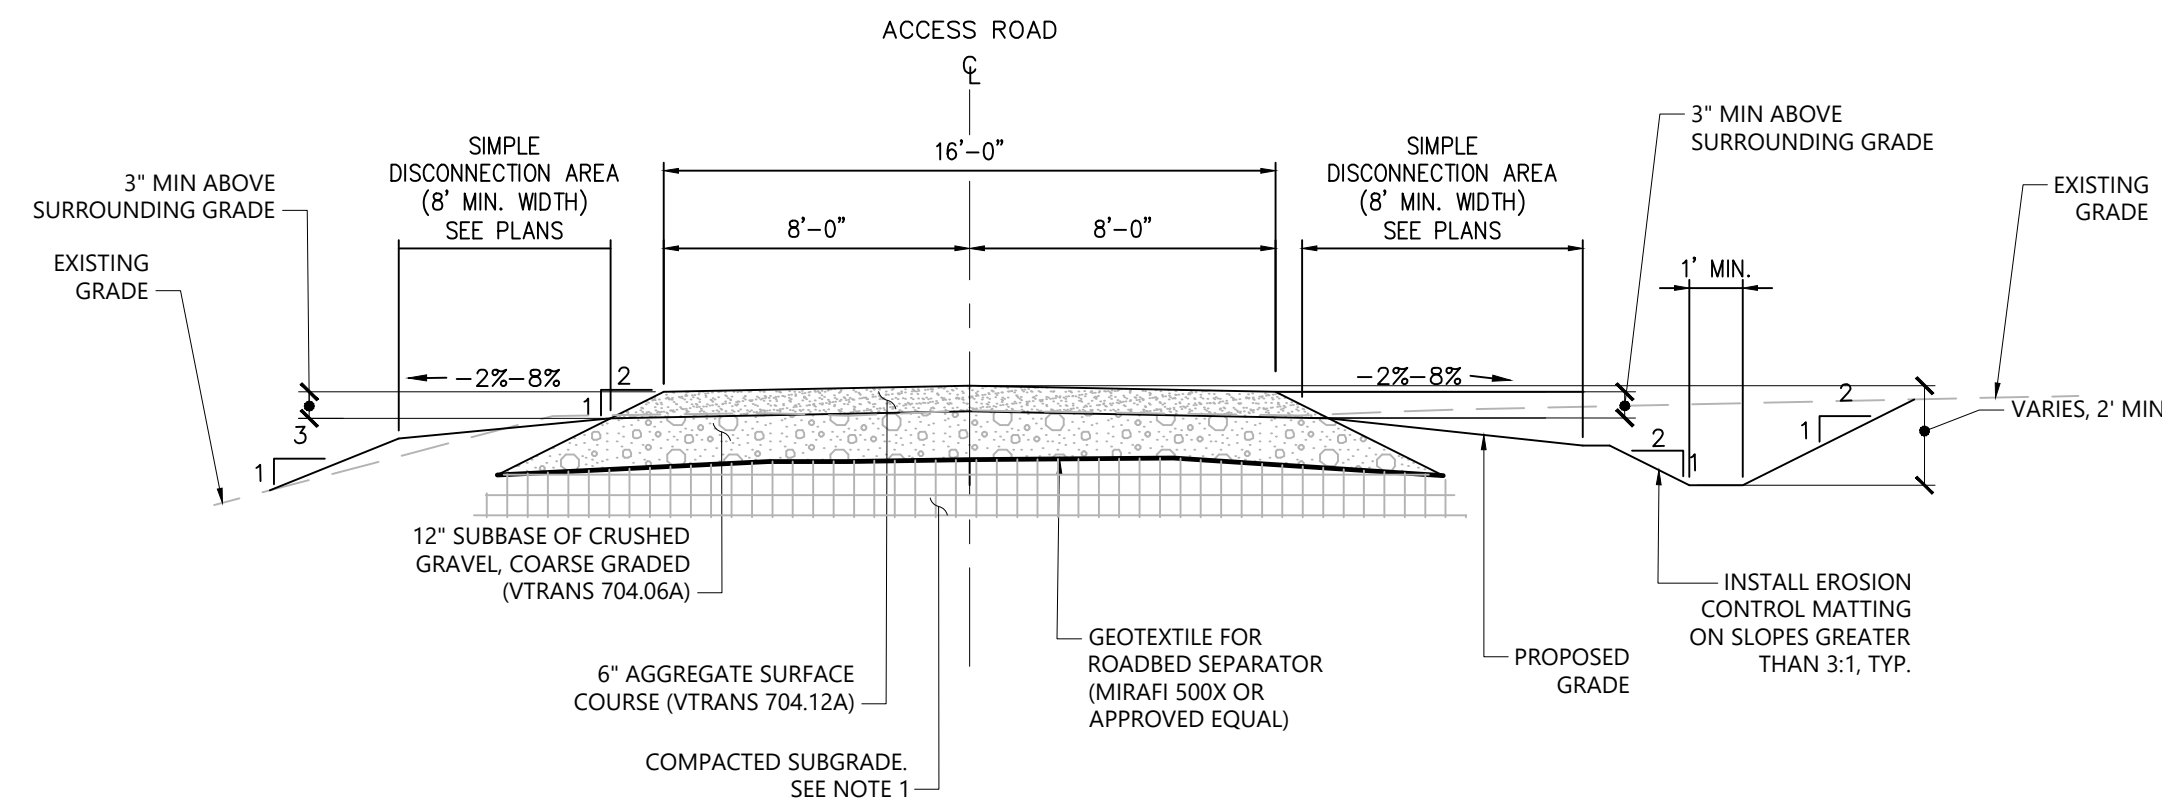 ACCESS ROAD
℄
16'-0"
8'-0"
8'-0"
SIMPLE
DISCONNECTION AREA
(8' MIN. WIDTH)
SEE PLANS
3" MIN ABOVE
SURROUNDING GRADE
EXISTING
GRADE
SIMPLE
DISCONNECTION AREA
(8' MIN. WIDTH)
SEE PLANS
3" MIN ABOVE
SURROUNDING GRADE
EXISTING
GRADE
1' MIN.
-2%-8%
2
1
3
1
-2%-8%
2
1
2
1
VARIES, 2' MIN
12" SUBBASE OF CRUSHED
GRAVEL, COARSE GRADED
(VTRANS 704.06A)
6" AGGREGATE SURFACE
COURSE (VTRANS 704.12A)
COMPACTED SUBGRADE.
SEE NOTE 1
GEOTEXTILE FOR
ROADBED SEPARATOR
(MIRAFI 500X OR
APPROVED EQUAL)
PROPOSED
GRADE
INSTALL EROSION
CONTROL MATTING
ON SLOPES GREATER
THAN 3:1, TYP.